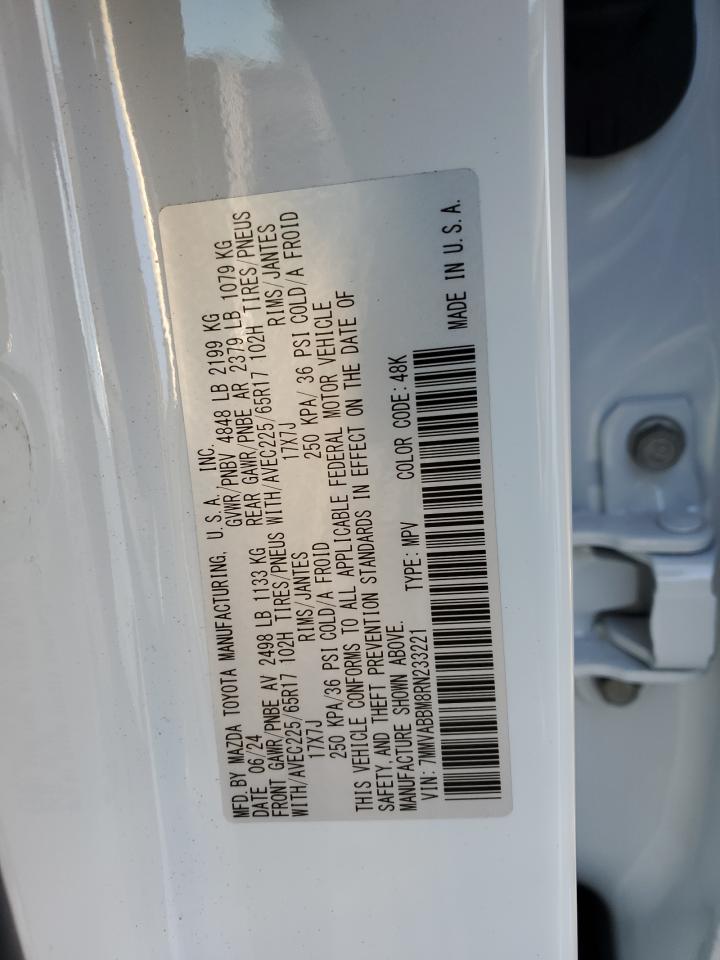 MFD. BY MAZDA TOYOTA MANUFACTURING, U.S.A. INC.
DATE 06/24 GVWR/PNBV 4848 LB 2199 KG
FRONT GAWR/PNBE AV 2498 LB 1133 KG REAR GAWR/PNBE AR 2379 LB 1079 KG
WITH/AVEC225/65R17 102H TIRES/PNEUS WITH/AVEC225/65R17 102H TIRES/PNEUS
17X7J RIMS/JANTES 17X7J RIMS/JANTES
250 KPA/36 PSI COLD/A FROID 250 KPA/ 36 PSI COLD/A FROID
THIS VEHICLE CONFORMS TO ALL APPLICABLE FEDERAL MOTOR VEHICLE
SAFETY, AND THEFT PREVENTION STANDARDS IN EFFECT ON THE DATE OF
MANUFACTURE SHOWN ABOVE.
VIN: 7MMVABBM8RN233221 TYPE: MPV COLOR CODE: 48K
MADE IN U.S.A.